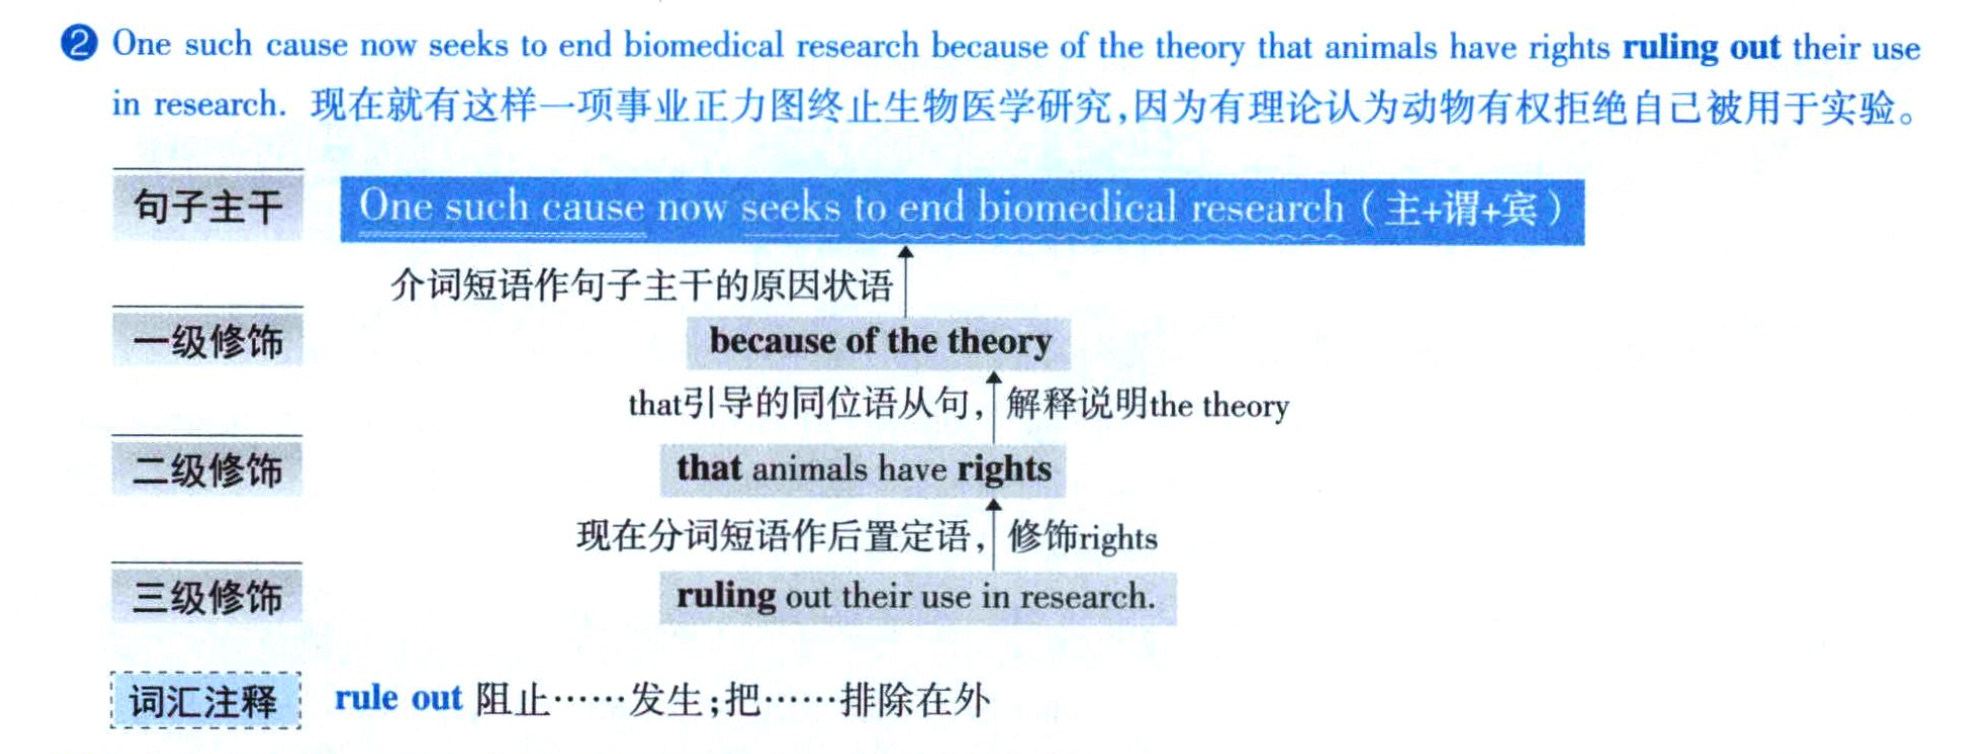 ❷ One such cause now seeks to end biomedical research because of the theory that animals have rights ruling out their use
in research. 现在就有这样一项事业正力图终止生物医学研究,因为有理论认为动物有权拒绝自己被用于实验。
句子主干 One such cause now seeks to end biomedical research（主+谓+宾）
介词短语作句子主干的原因状语
一级修饰 because of the theory
that引导的同位语从句, 解释说明the theory
二级修饰 that animals have rights
现在分词短语作后置定语, 修饰rights
三级修饰 ruling out their use in research.
词汇注释 rule out 阻止……发生;把……排除在外